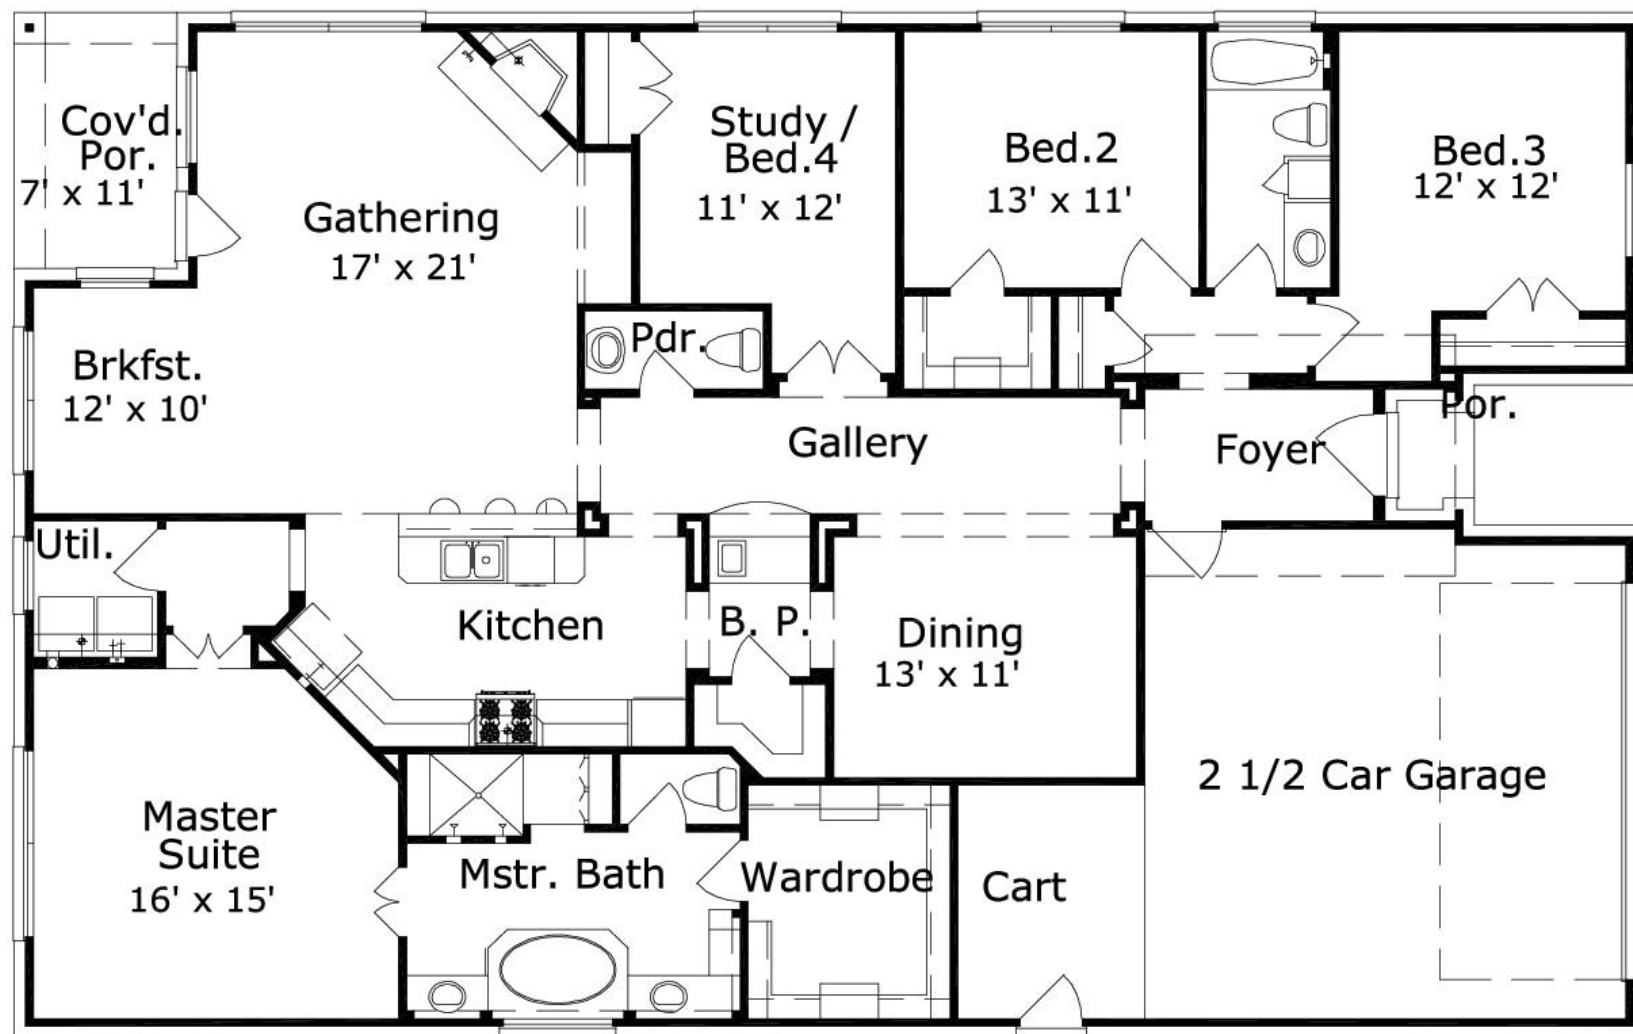 Cov'd.
Por.
7' x 11'
Gathering
17' x 21'
Study /
Bed.4
11' x 12'
Bed.2
13' x 11'
Bed.3
12' x 12'
Brkfst.
12' x 10'
Pdr.
Gallery
Foyer
Por.
Util.
Kitchen
B. P.
Dining
13' x 11'
2 1/2 Car Garage
Master
Suite
16' x 15'
Mstr. Bath
Wardrobe
Cart